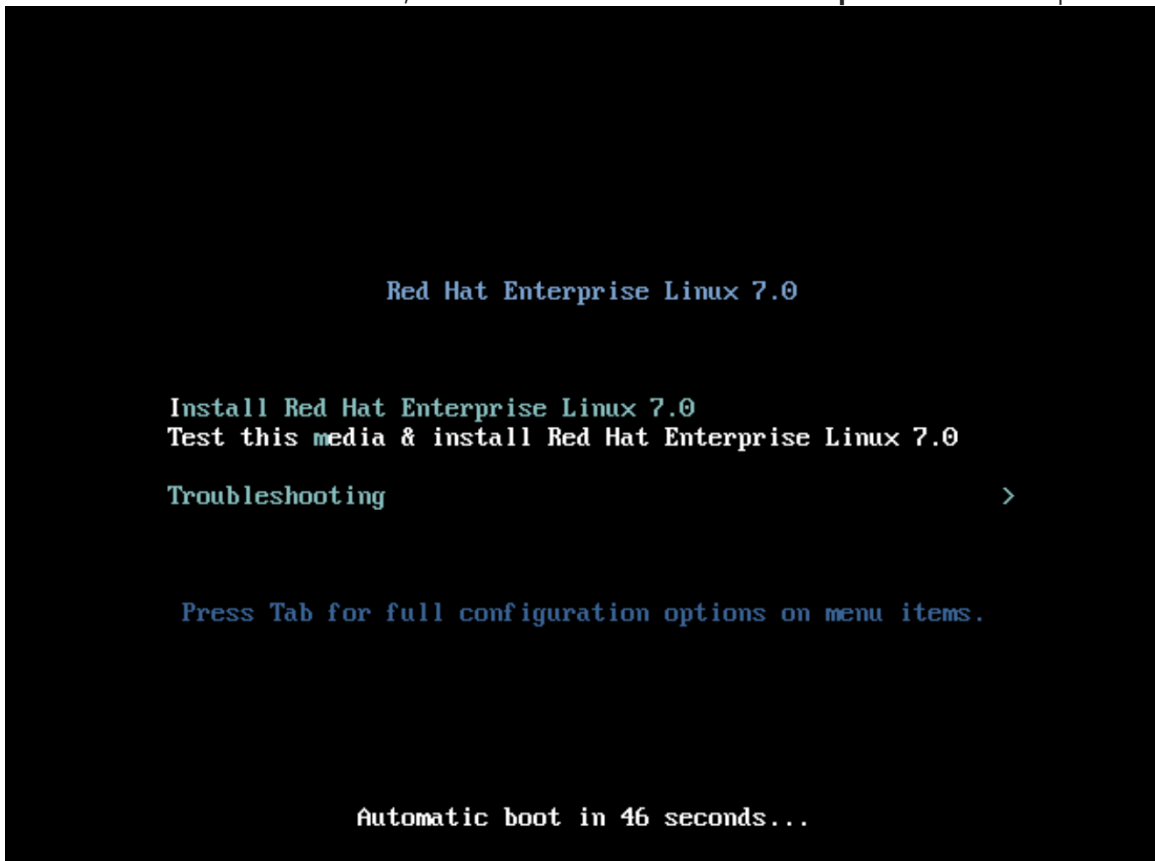 Red Hat Enterprise Linux 7.0
Install Red Hat Enterprise Linux 7.0
Test this media & install Red Hat Enterprise Linux 7.0
Troubleshooting >
Press Tab for full configuration options on menu items.
Automatic boot in 46 seconds...